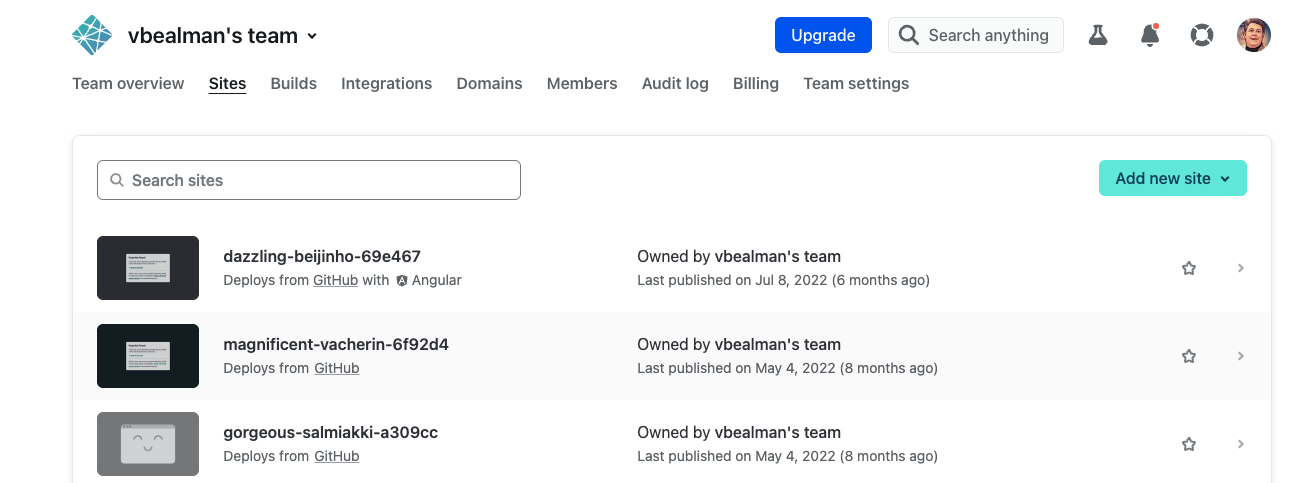 vbealman's team
Upgrade
Search anything
Team overview Sites Builds Integrations Domains Members Audit log Billing Team settings
Search sites
Add new site
dazzling-beijinho-69e467
Deploys from GitHub with Angular
Owned by vbealman's team
Last published on Jul 8, 2022 (6 months ago)
magnificent-vacherin-6f92d4
Deploys from GitHub
Owned by vbealman's team
Last published on May 4, 2022 (8 months ago)
gorgeous-salmiakki-a309cc
Deploys from GitHub
Owned by vbealman's team
Last published on May 4, 2022 (8 months ago)